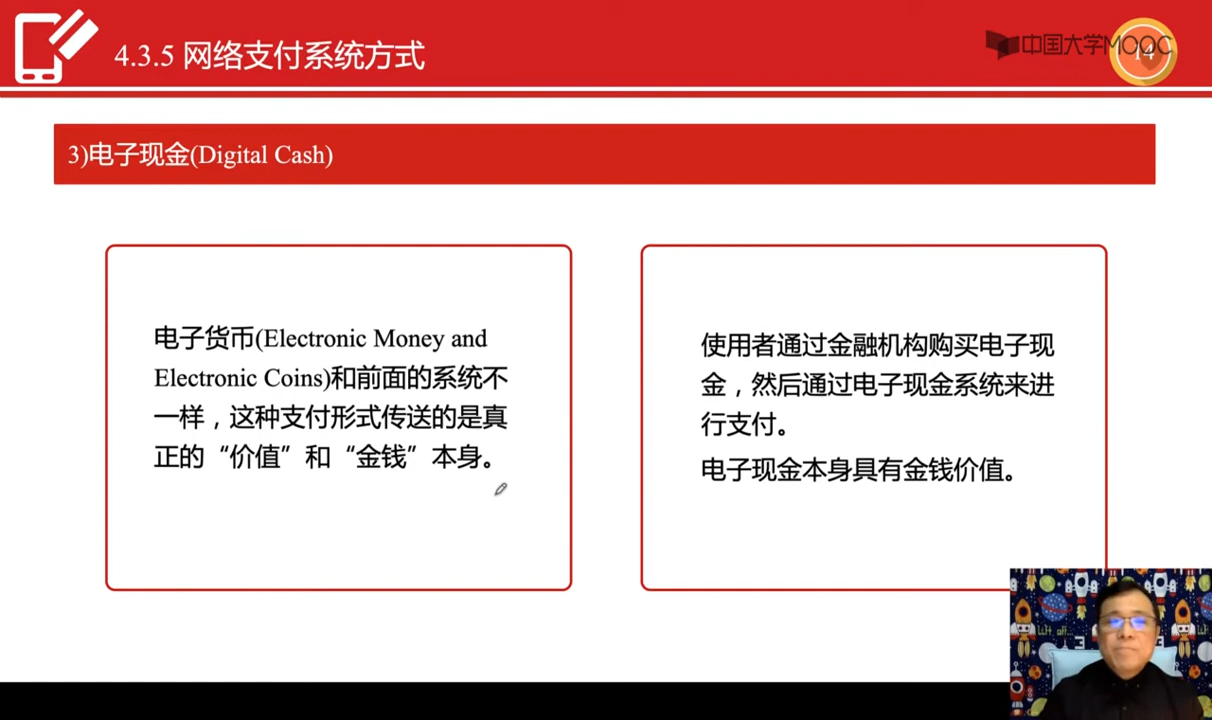 4.3.5 网络支付系统方式
中国大学MOOC
14
3)电子现金(Digital Cash)
电子货币(Electronic Money and
Electronic Coins)和前面的系统不
一样，这种支付形式传送的是真
正的“价值”和“金钱”本身。
使用者通过金融机构购买电子现
金，然后通过电子现金系统来进
行支付。
电子现金本身具有金钱价值。